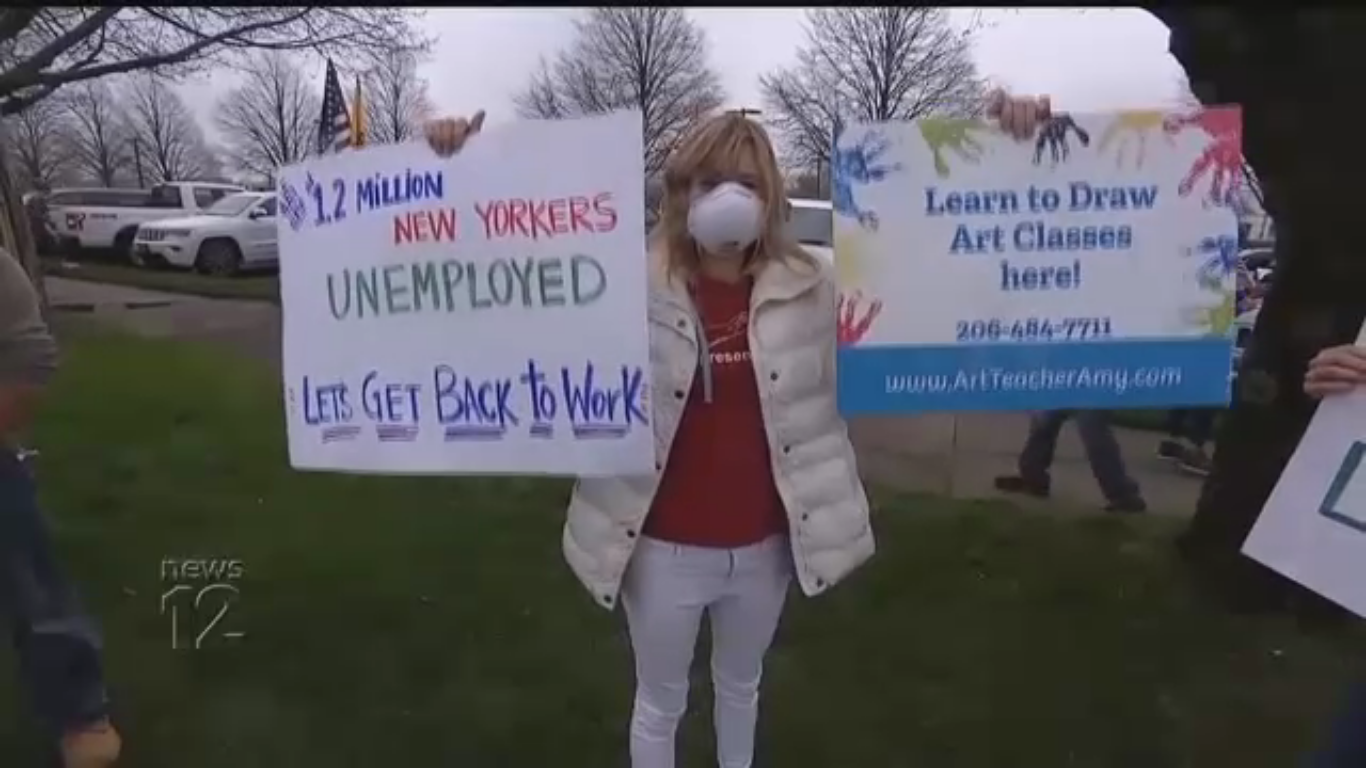 1.2 MILLION
NEW YORKERS
UNEMPLOYED
LETS GET BACK to WorK
Learn to Draw
Art Classes
here!
206-484-7711
www.ArtTeacherAmy.com
news
12